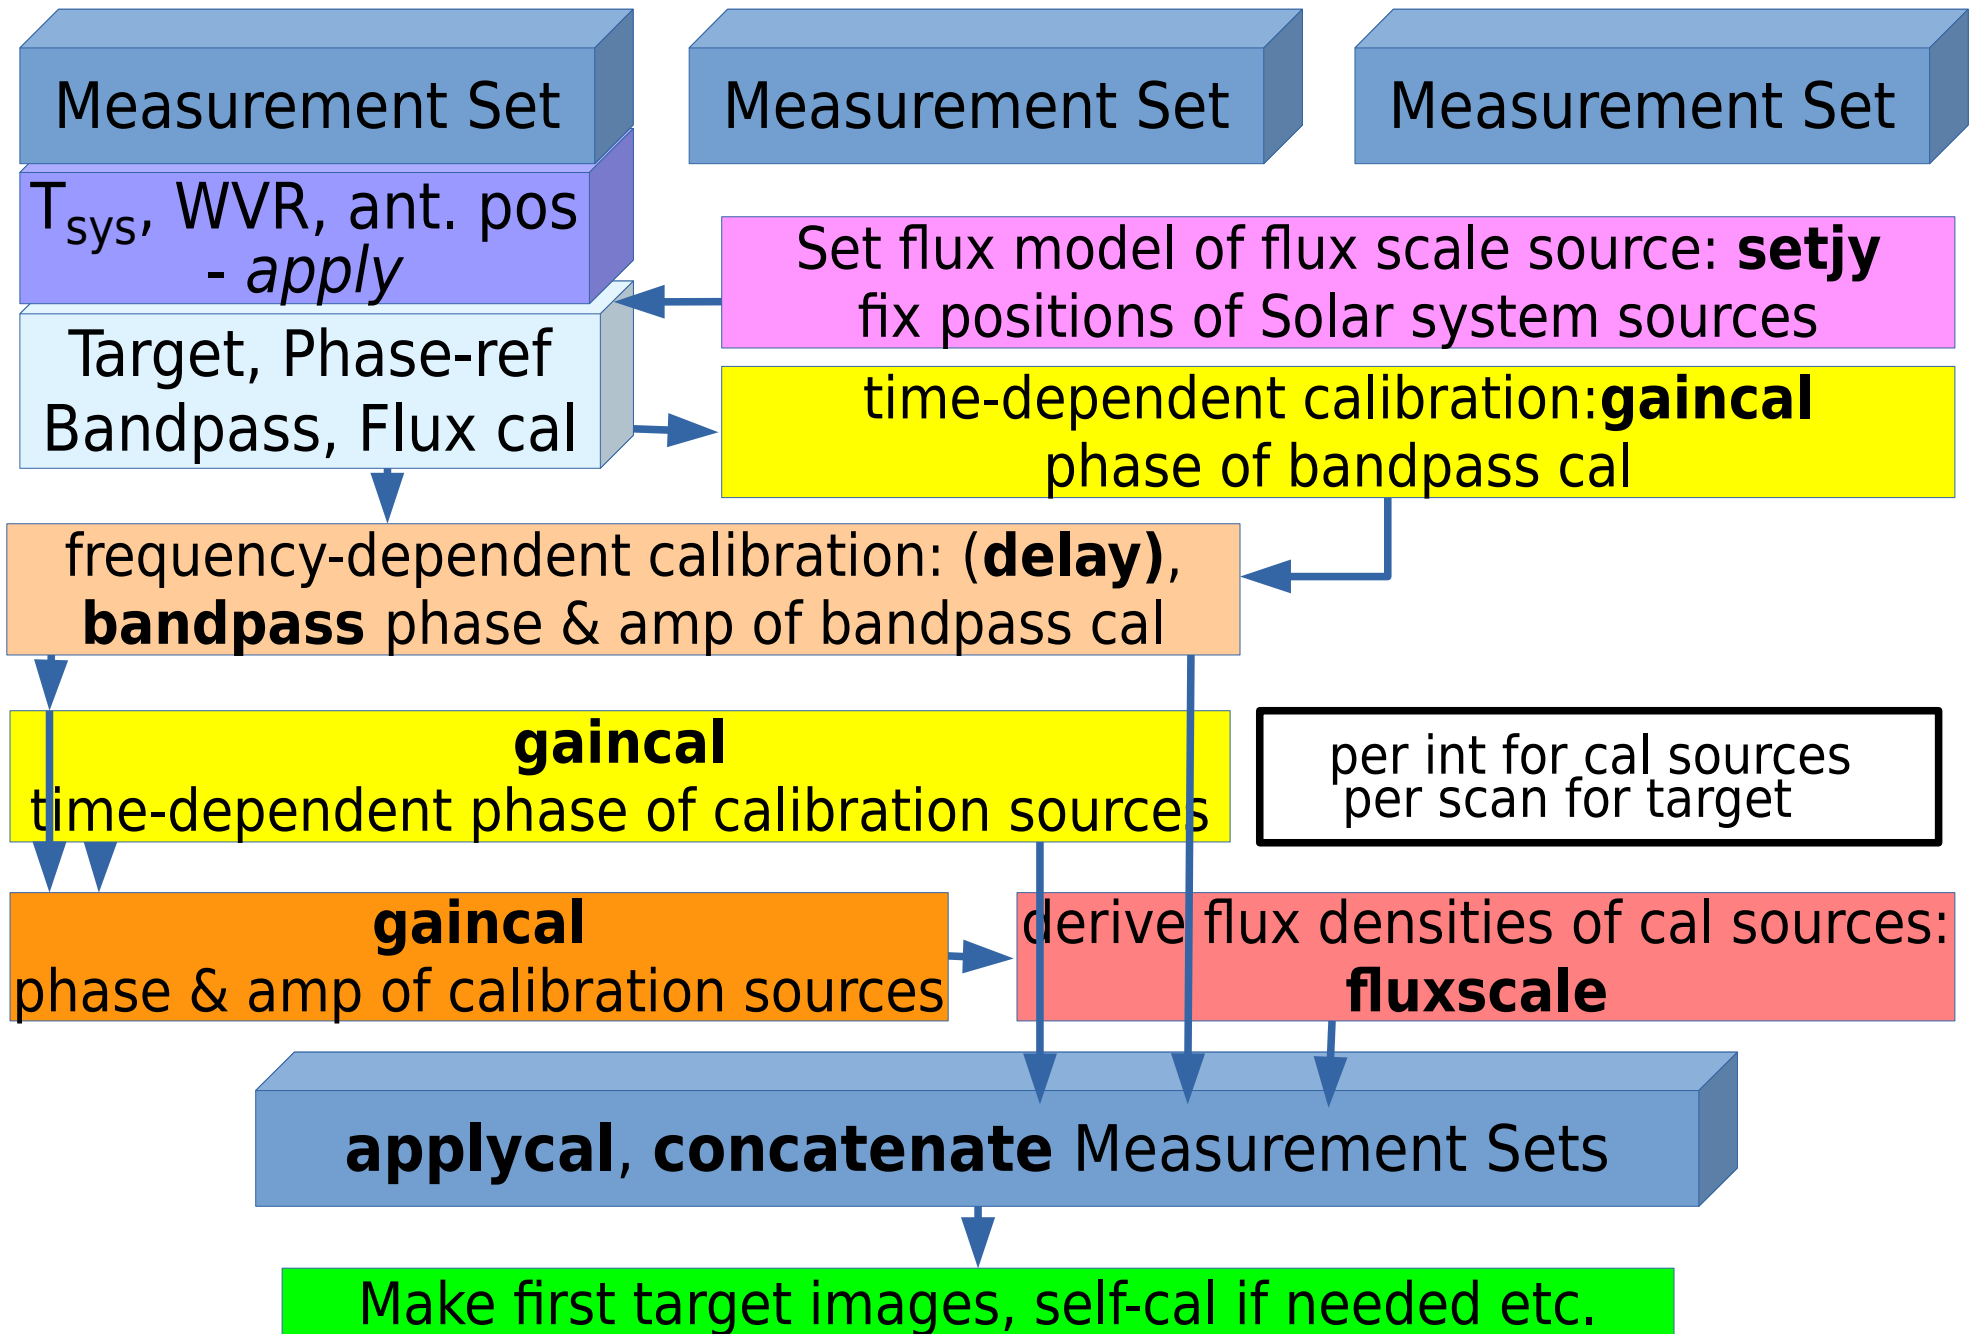 Measurement Set
Measurement Set
Measurement Set
Tsys, WVR, ant. pos
- apply
Set flux model of flux scale source: setjy
fix positions of Solar system sources
Target, Phase-ref
Bandpass, Flux cal
time-dependent calibration:gaincal
phase of bandpass cal
frequency-dependent calibration: (delay),
bandpass phase & amp of bandpass cal
gaincal
time-dependent phase of calibration sources
per int for cal sources
per scan for target
gaincal
phase & amp of calibration sources
derive flux densities of cal sources:
fluxscale
applycal, concatenate Measurement Sets
Make first target images, self-cal if needed etc.